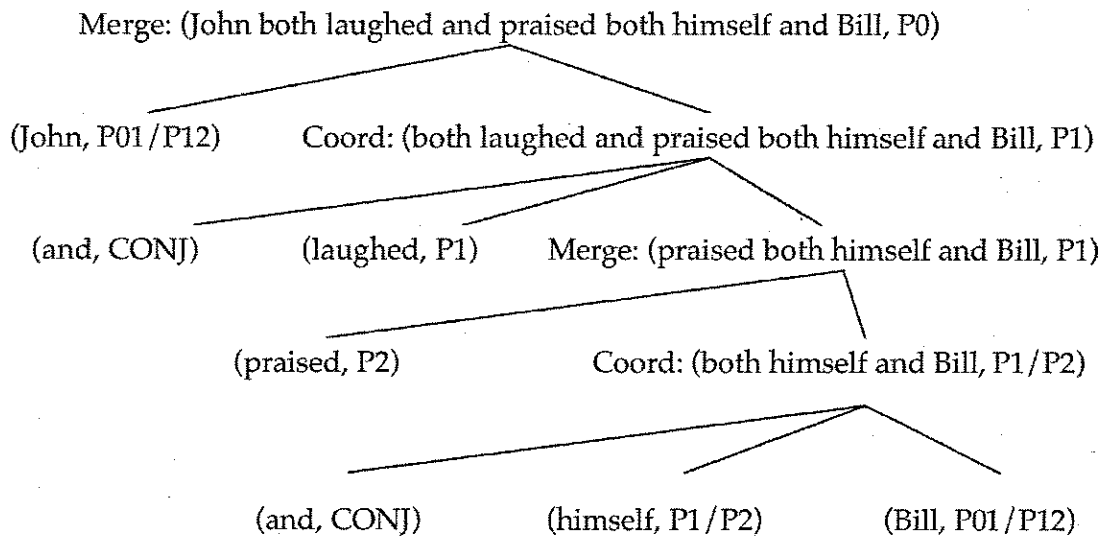 Merge: (John both laughed and praised both himself and Bill, P0)
(John, P01/P12) Coord: (both laughed and praised both himself and Bill, P1)
(and, CONJ) (laughed, P1) Merge: (praised both himself and Bill, P1)
(praised, P2) Coord: (both himself and Bill, P1/P2)
(and, CONJ) (himself, P1/P2) (Bill, P01/P12)